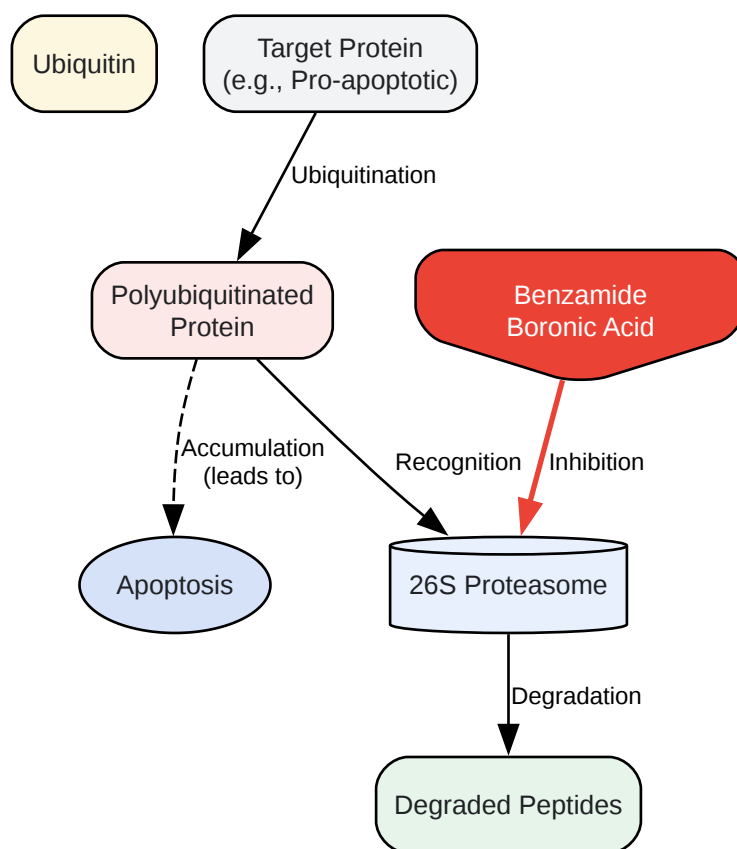 Ubiquitin
Target Protein
(e.g., Pro-apoptotic)
Ubiquitination
Polyubiquitinated
Protein
Benzamide
Boronic Acid
Accumulation
(leads to)
Recognition
Inhibition
Apoptosis
26S Proteasome
Degradation
Degraded Peptides